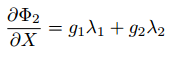 ∂Φ₂/∂X = g₁λ₁ + g₂λ₂